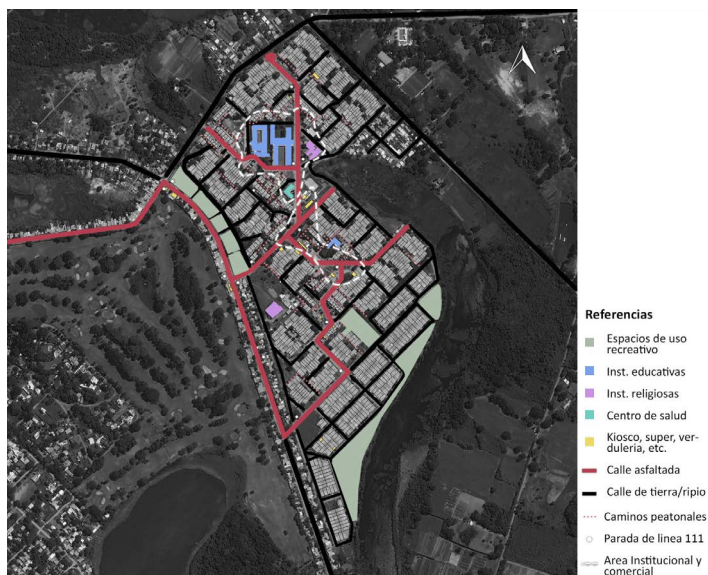 Referencias
Espacios de uso
recreativo
Inst. educativas
Inst. religiosas
Centro de salud
Kiosco, super, ver-
duleria, etc.
Calle asfaltada
Calle de tierra/ripio
Caminos peatonales
Parada de linea 111
Area Institucional y
comercial